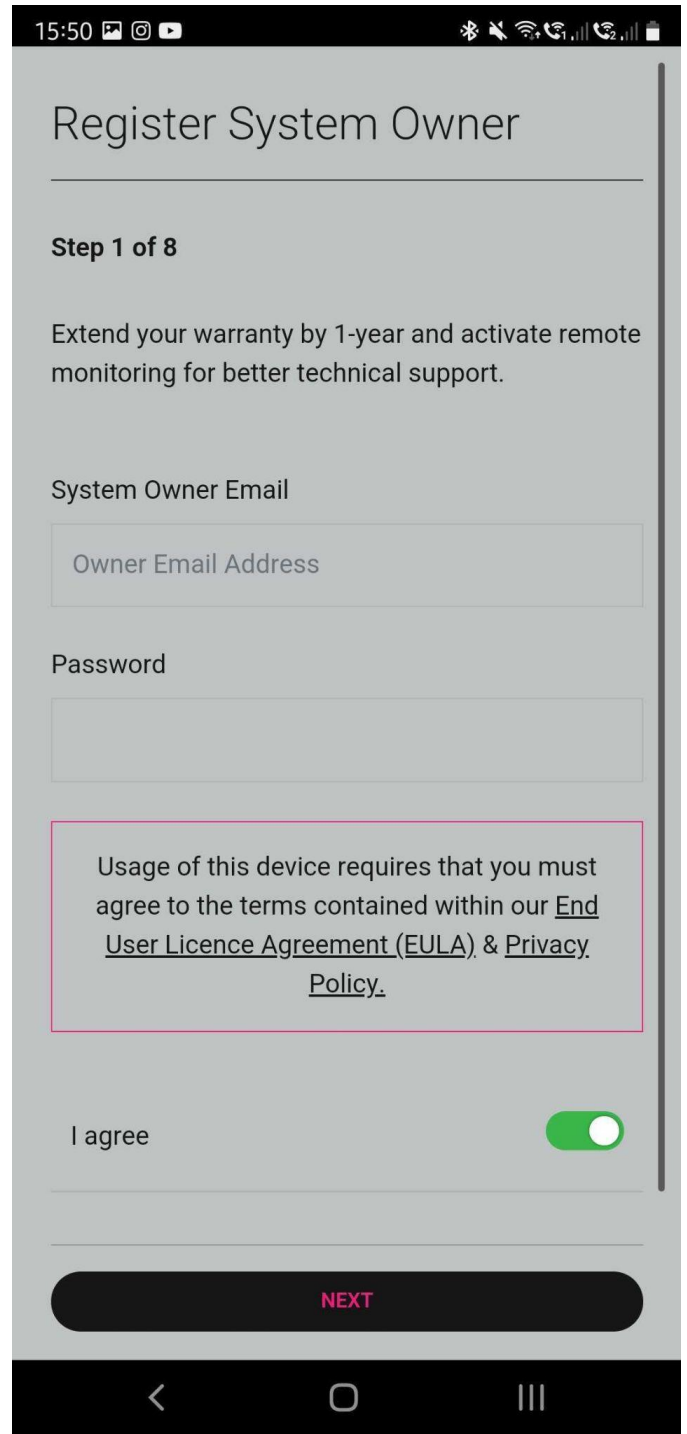 15:50
Register System Owner
Step 1 of 8
Extend your warranty by 1-year and activate remote
monitoring for better technical support.
System Owner Email
Owner Email Address
Password
Usage of this device requires that you must
agree to the terms contained within our End
User Licence Agreement (EULA) & Privacy
Policy.
I agree
NEXT